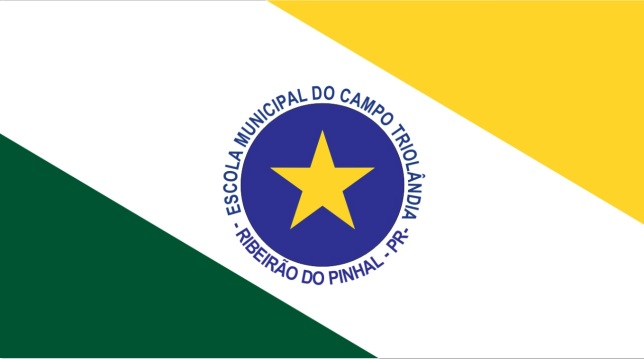 ESCOLA MUNICIPAL DO CAMPO TRIOLÂNDIA
- RIBEIRÃO DO PINHAL - PR-